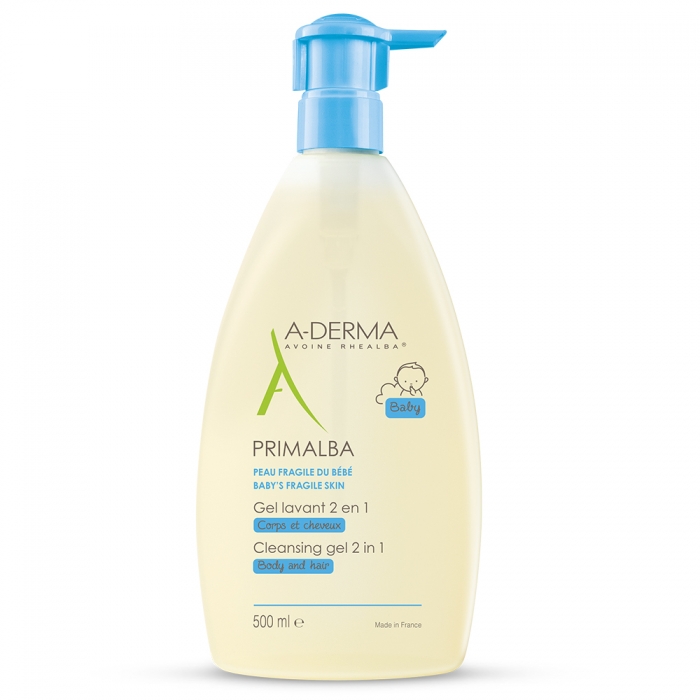 A-DERMA
AVOINE RHEALBA®
Baby
PRIMALBA
PEAU FRAGILE DU BÉBÉ
BABY'S FRAGILE SKIN
Gel lavant 2 en 1
Corps et cheveux
Cleansing gel 2 in 1
Body and hair
500 ml ℮
Made in France